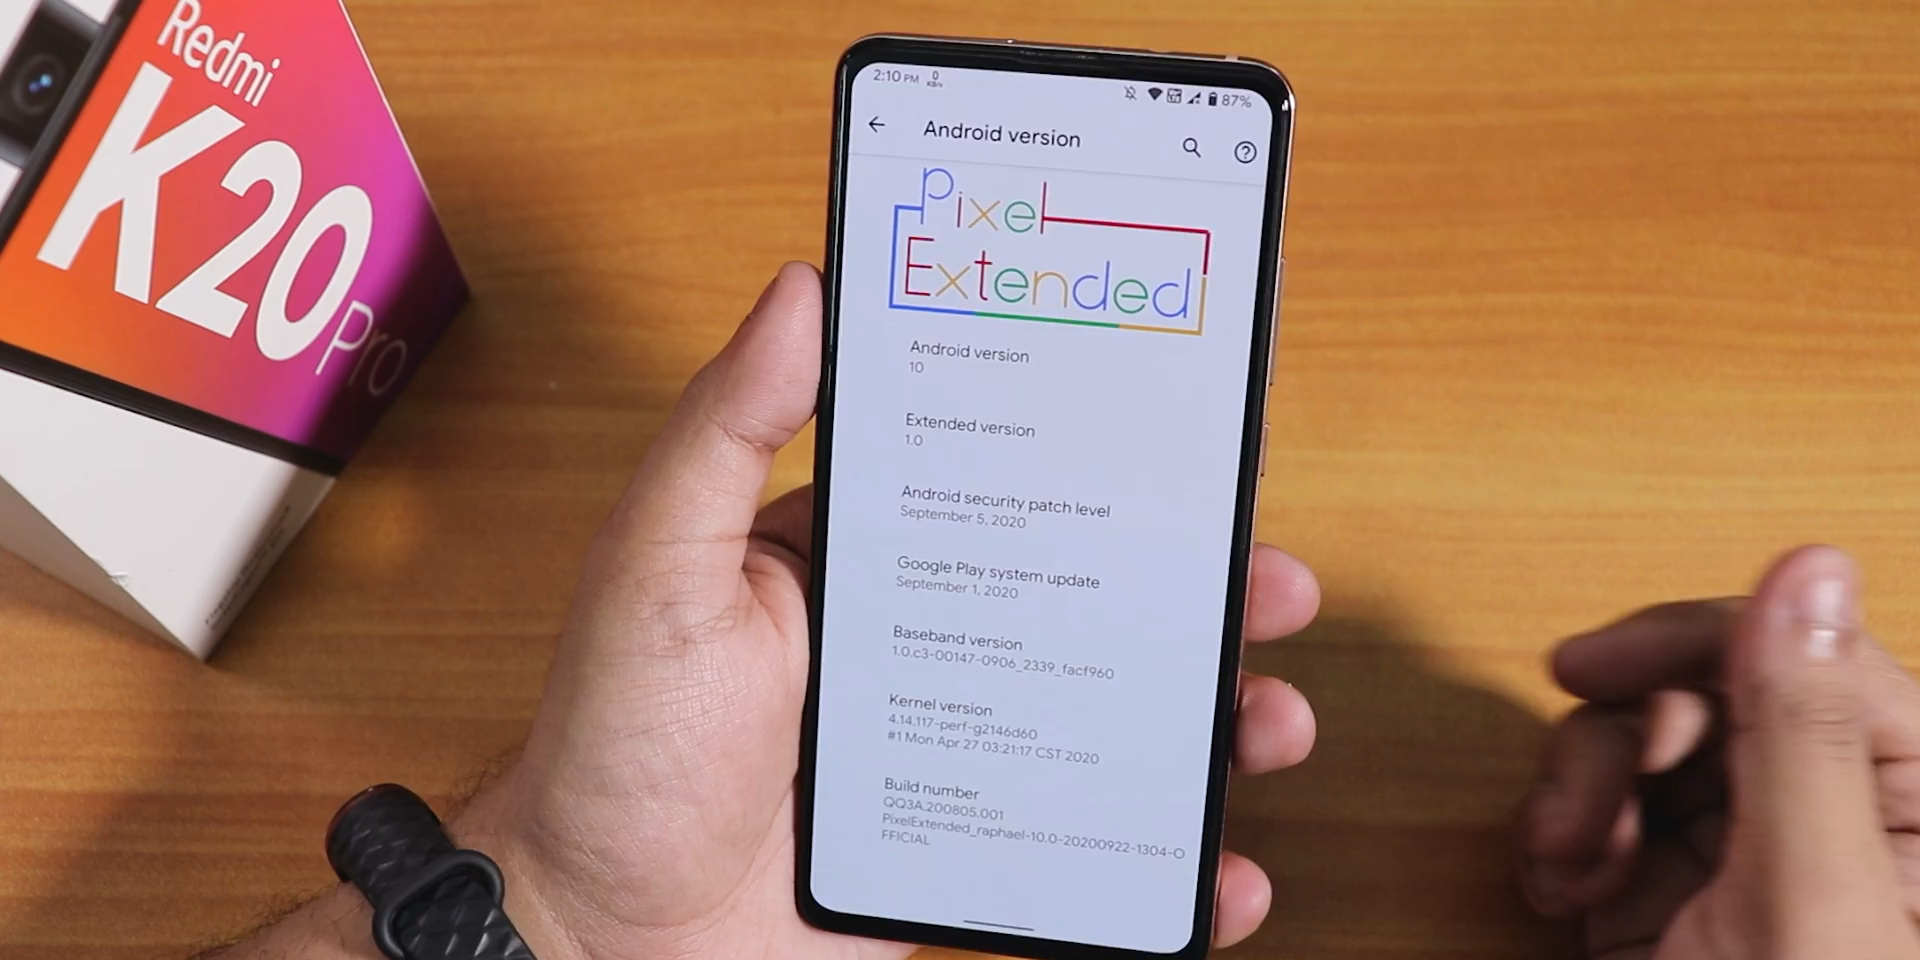 Redmi
K20
Pro
2:10 PM
0
KB/s
87%
Android version
Pixel
Extended
Android version
10
Extended version
1.0
Android security patch level
September 5, 2020
Google Play system update
September 1, 2020
Baseband version
1.0.c3-00147-0906_2339_facf960
Kernel version
4.14.117-perf-g2146d60
#1 Mon Apr 27 03:21:17 CST 2020
Build number
QQ3A.200805.001
PixelExtended_raphael-10.0-20200922-1304-O
FFICIAL